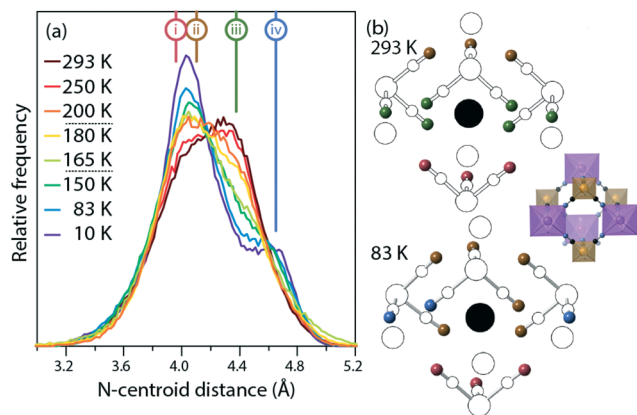 (a)
i ii iii iv
(b)
293 K
250 K
200 K
180 K
165 K
150 K
83 K
10 K
Relative frequency
3.2 3.6 4.0 4.4 4.8 5.2
N-centroid distance (Å)
293 K
83 K